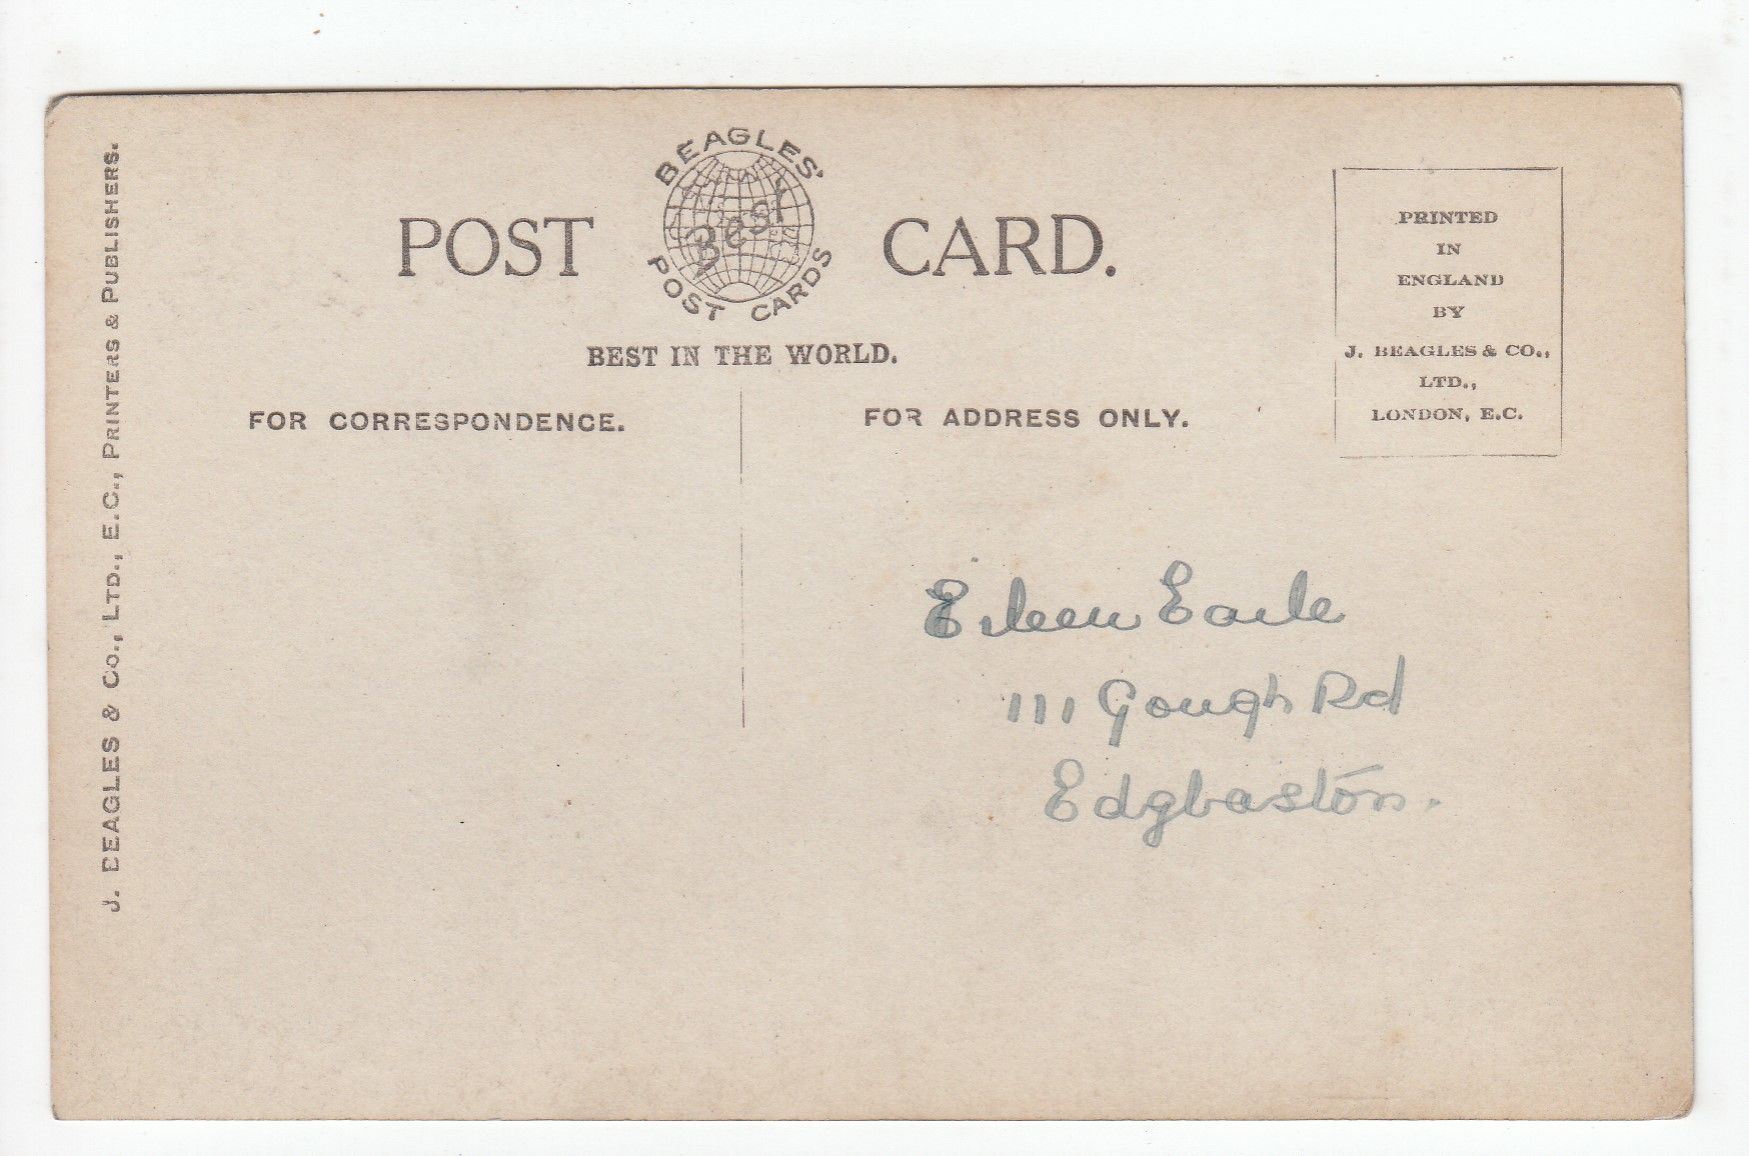 BEAGLES'
Best
POST CARDS
POST CARD.
BEST IN THE WORLD.
FOR CORRESPONDENCE.
FOR ADDRESS ONLY.
PRINTED
IN
ENGLAND
BY
J. BEAGLES & CO.,
LTD.,
LONDON, E.C.
J. BEAGLES & CO., LTD., E.C., PRINTERS & PUBLISHERS.
Eileen Earle
111 Gough Rd
Edgbaston.